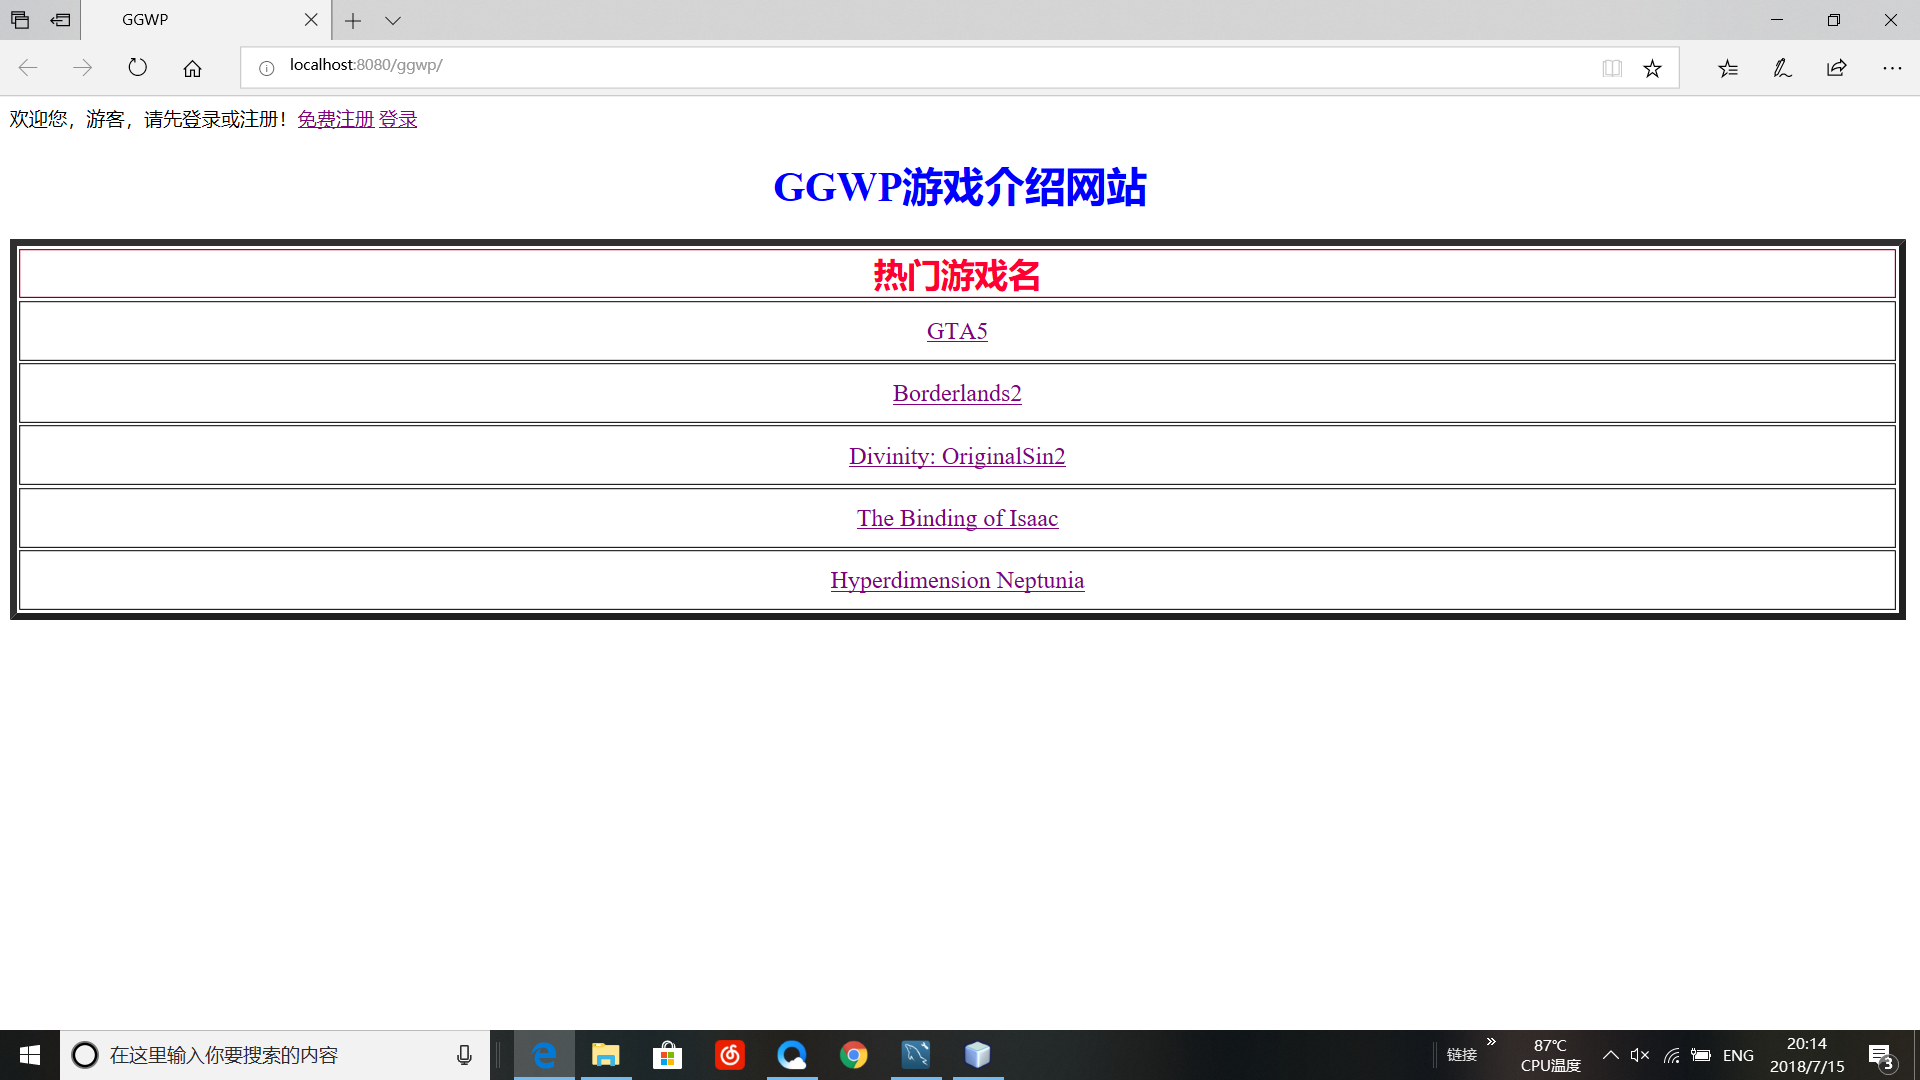 GGWP
localhost:8080/ggwp/
欢迎您，游客，请先登录或注册！免费注册 登录
GGWP游戏介绍网站
热门游戏名
GTA5
Borderlands2
Divinity: OriginalSin2
The Binding of Isaac
Hyperdimension Neptunia
在这里输入你要搜索的内容
链接
87℃
CPU温度
ENG
20:14
2018/7/15
3